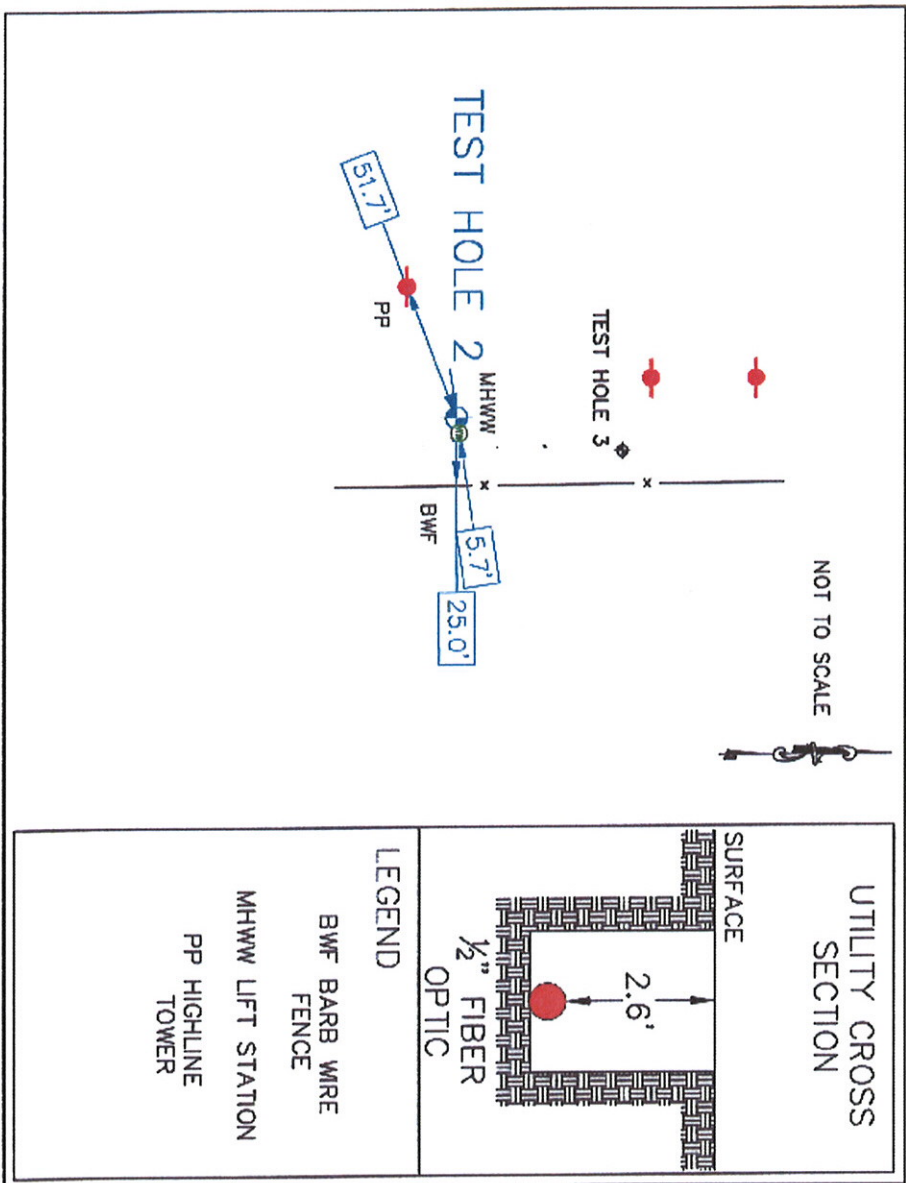 NOT TO SCALE
TEST HOLE 3
TEST HOLE 2
MHWW
51.7'
PP
BWF
5.7'
25.0'
UTILITY CROSS
SECTION
SURFACE
2.6'
½" FIBER
OPTIC
LEGEND
BWF BARB WIRE
FENCE
MHWW LIFT STATION
PP HIGHLINE
TOWER